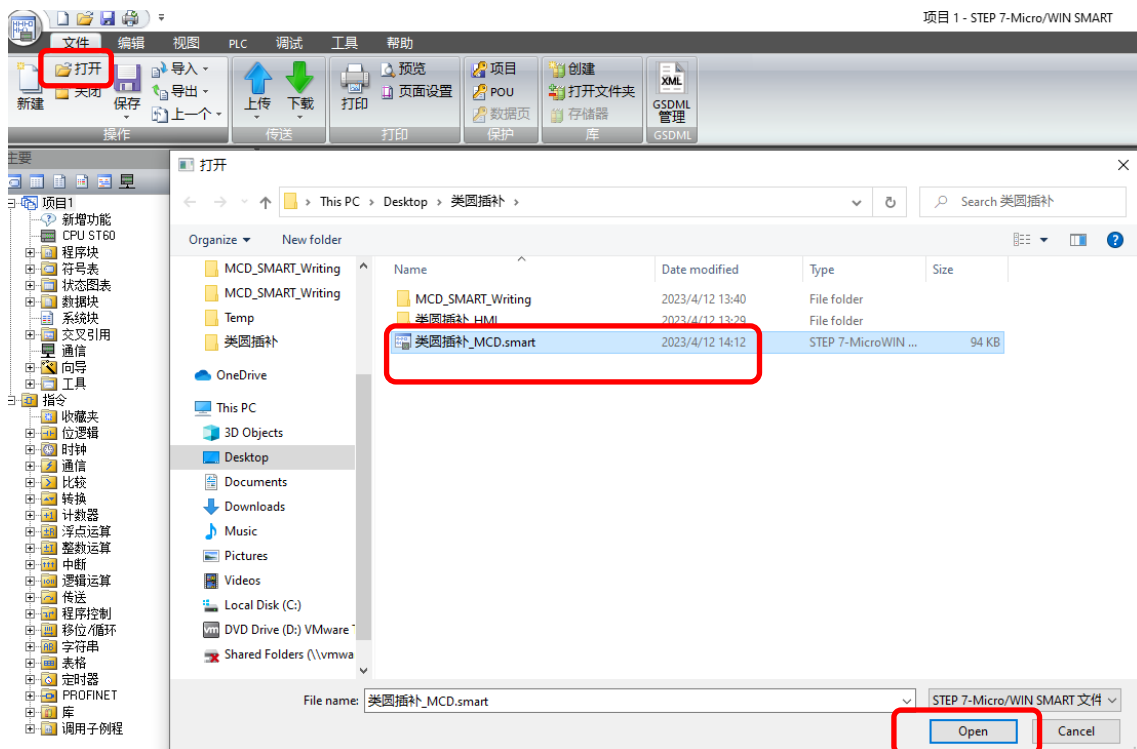 项目 1 - STEP 7-Micro/WIN SMART
文件 编辑 视图 PLC 调试 工具 帮助
新建
打开
关闭
保存
导入
导出
上一个
操作
上传
下载
传送
打印
预览
页面设置
打印
项目
POU
数据页
保护
创建
打开文件夹
存储器
库
XML
GSDML
管理
GSDML
主要
项目1
新增功能
CPU ST60
程序块
符号表
状态图表
数据块
系统块
交叉引用
通信
向导
工具
指令
收藏夹
位逻辑
时钟
通信
比较
转换
计数器
浮点运算
整数运算
中断
逻辑运算
传送
程序控制
移位/循环
字符串
表格
定时器
PROFINET
库
调用子例程
打开
This PC › Desktop › 类圆插补 ›
Search 类圆插补
Organize New folder
MCD_SMART_Writing
MCD_SMART_Writing
Temp
类圆插补
OneDrive
This PC
3D Objects
Desktop
Documents
Downloads
Music
Pictures
Videos
Local Disk (C:)
DVD Drive (D:) VMware
Shared Folders (\\vmwa
Name Date modified Type Size
MCD_SMART_Writing 2023/4/12 13:40 File folder
类圆插补_HMI 2023/4/12 13:29 File folder
类圆插补_MCD.smart 2023/4/12 14:12 STEP 7-MicroWIN ... 94 KB
File name: 类圆插补_MCD.smart STEP 7-Micro/WIN SMART 文件
Open Cancel